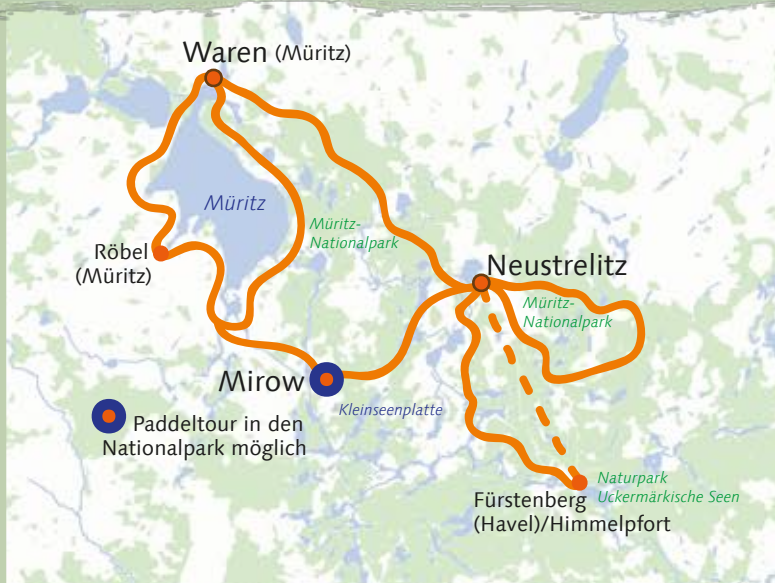 Waren (Müritz)
Müritz
Müritz-
Nationalpark
Röbel
(Müritz)
Neustrelitz
Müritz-
Nationalpark
Mirow
Kleinseenplatte
Paddeltour in den
Nationalpark möglich
Naturpark
Uckermärkische Seen
Fürstenberg
(Havel)/Himmelpfort